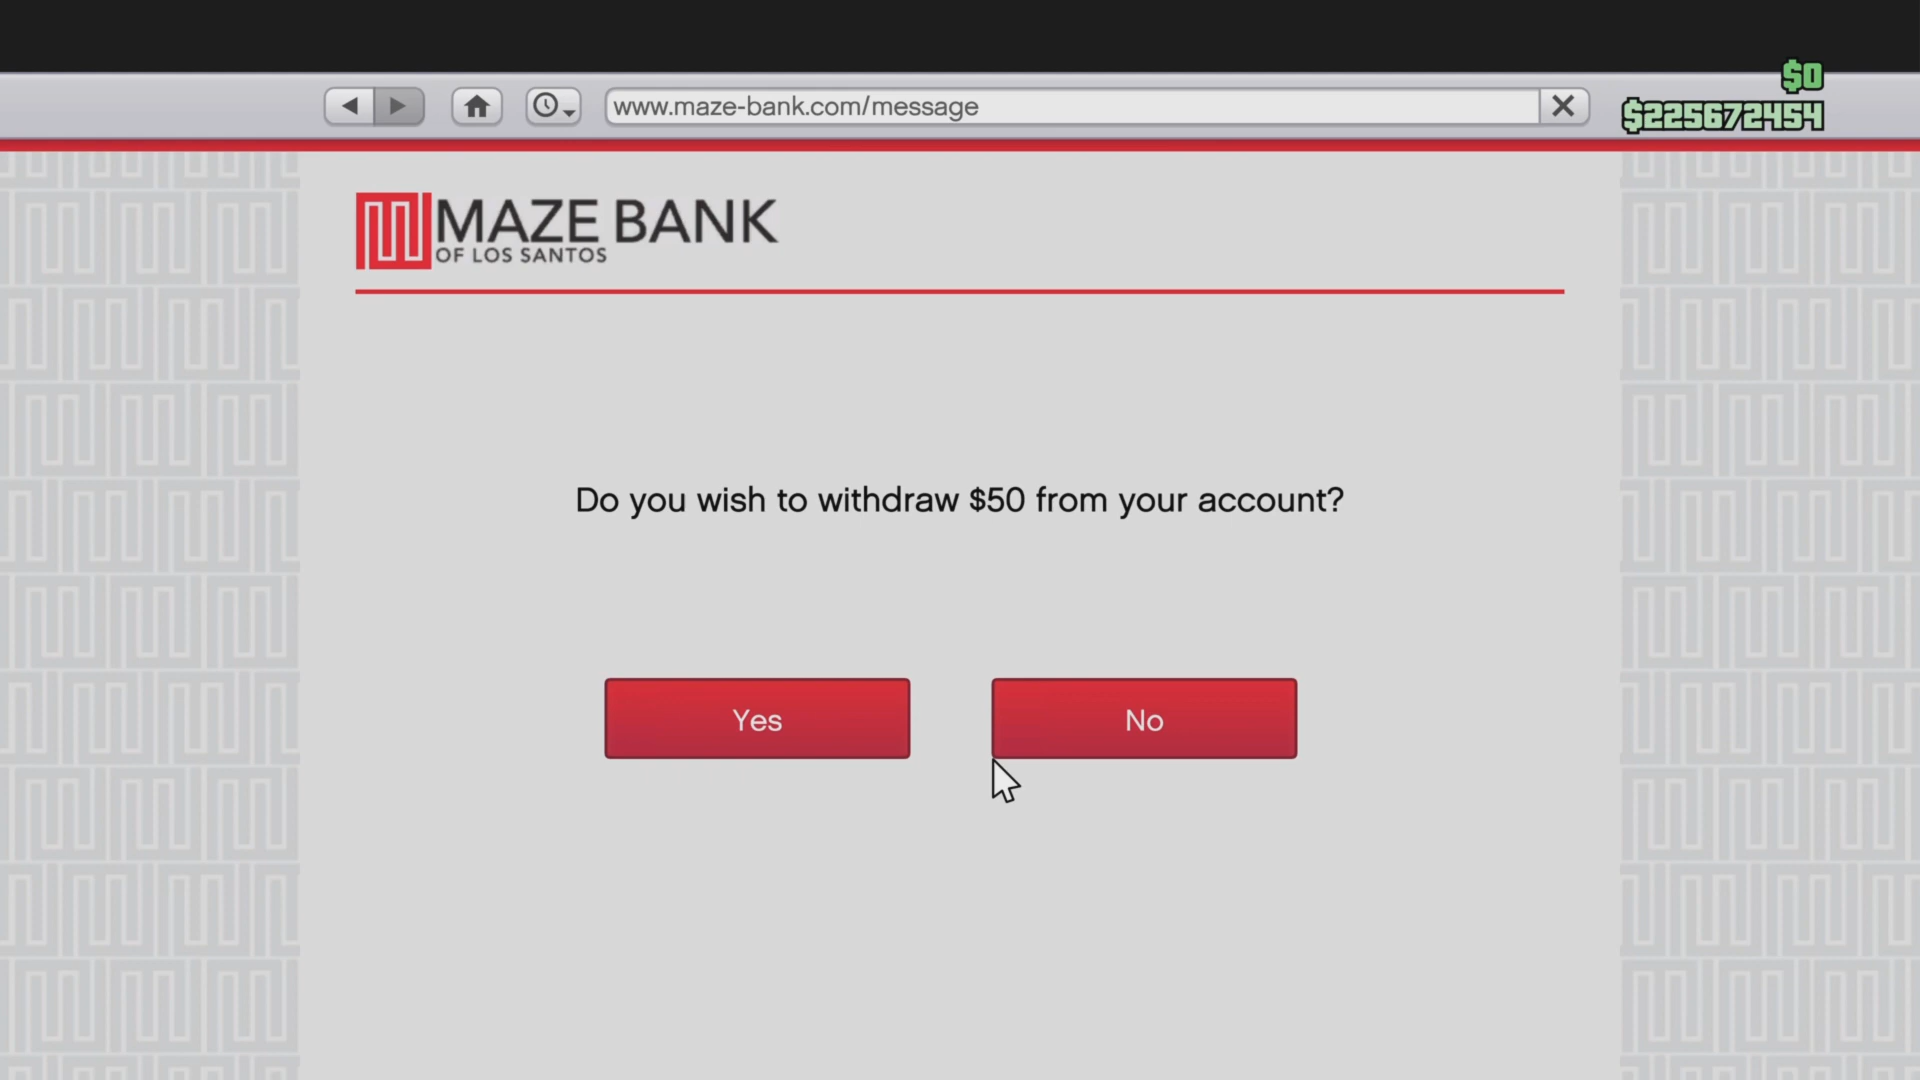 $0
www.maze-bank.com/message
$225672454
MAZE BANK
OF LOS SANTOS
Do you wish to withdraw $50 from your account?
Yes
No